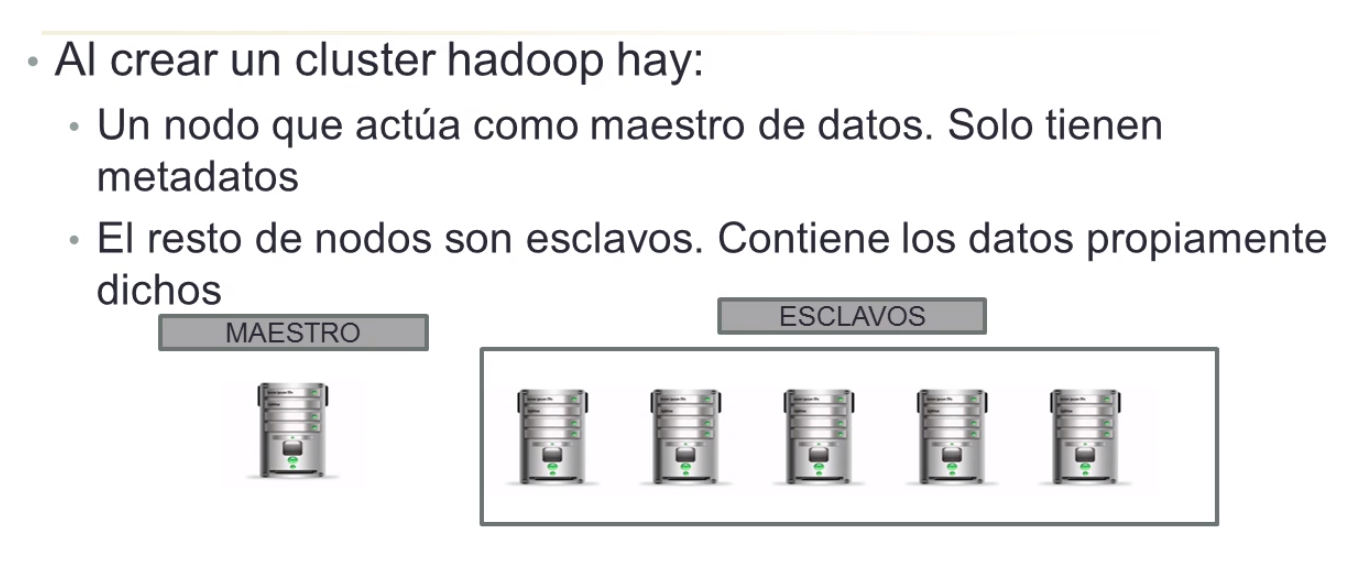 • Al crear un cluster hadoop hay:
• Un nodo que actúa como maestro de datos. Solo tienen
metadatos
• El resto de nodos son esclavos. Contiene los datos propiamente
dichos
MAESTRO
ESCLAVOS